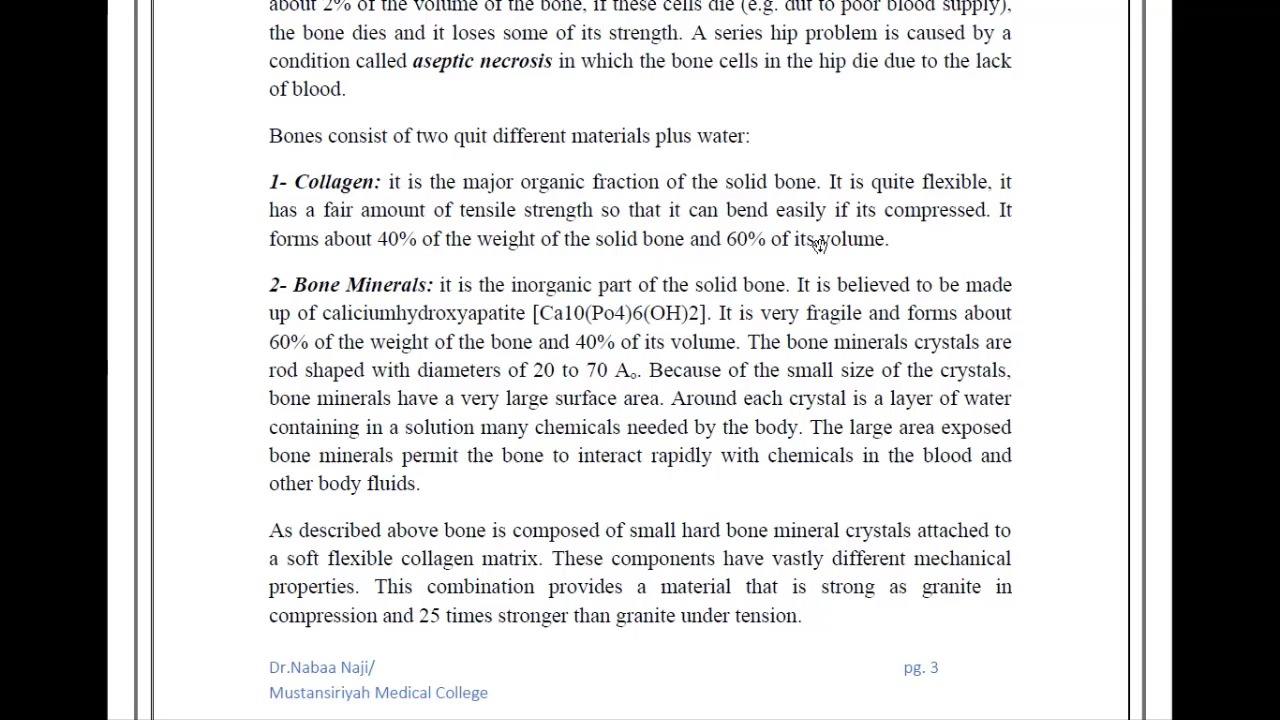 about 2% of the volume of the bone, if these cells die (e.g. dut to poor blood supply),
the bone dies and it loses some of its strength. A series hip problem is caused by a
condition called aseptic necrosis in which the bone cells in the hip die due to the lack
of blood.
Bones consist of two quit different materials plus water:
1- Collagen: it is the major organic fraction of the solid bone. It is quite flexible, it
has a fair amount of tensile strength so that it can bend easily if its compressed. It
forms about 40% of the weight of the solid bone and 60% of its volume.
2- Bone Minerals: it is the inorganic part of the solid bone. It is believed to be made
up of caliciumhydroxyapatite [Ca10(Po4)6(OH)2]. It is very fragile and forms about
60% of the weight of the bone and 40% of its volume. The bone minerals crystals are
rod shaped with diameters of 20 to 70 A₀. Because of the small size of the crystals,
bone minerals have a very large surface area. Around each crystal is a layer of water
containing in a solution many chemicals needed by the body. The large area exposed
bone minerals permit the bone to interact rapidly with chemicals in the blood and
other body fluids.
As described above bone is composed of small hard bone mineral crystals attached to
a soft flexible collagen matrix. These components have vastly different mechanical
properties. This combination provides a material that is strong as granite in
compression and 25 times stronger than granite under tension.
Dr.Nabaa Naji/ pg. 3
Mustansiriyah Medical College